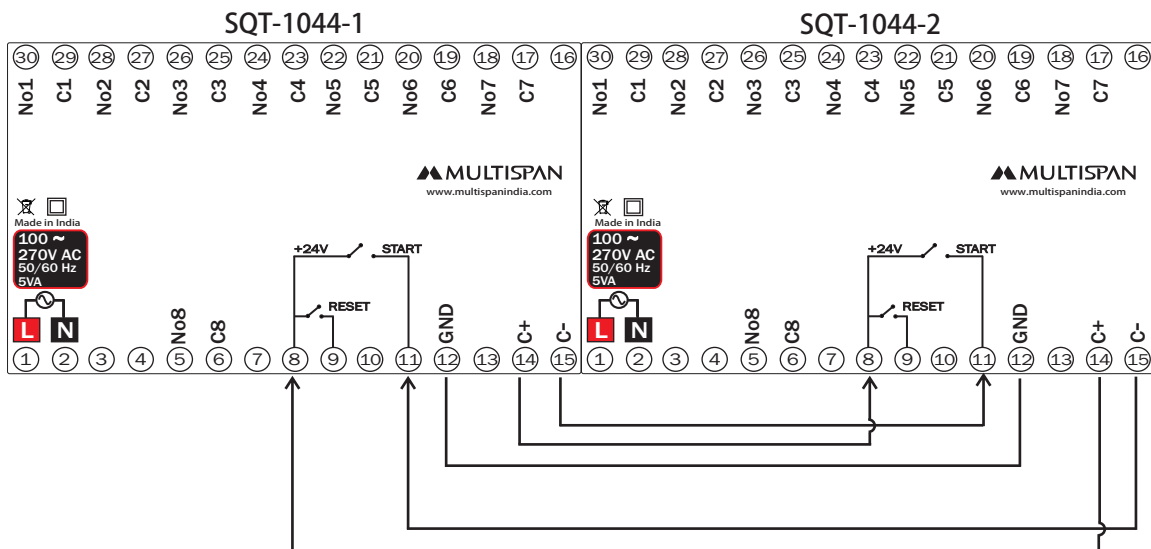 SQT-1044-1 SQT-1044-2
30 29 28 27 26 25 24 23 22 21 20 19 18 17 16 30 29 28 27 26 25 24 23 22 21 20 19 18 17 16
No1 C1 No2 C2 No3 C3 No4 C4 No5 C5 No6 C6 No7 C7 No1 C1 No2 C2 No3 C3 No4 C4 No5 C5 No6 C6 No7 C7
MULTISPAN MULTISPAN
www.multispanindia.com www.multispanindia.com
Made in India Made in India
100 ~ 100 ~
270V AC +24V START 270V AC +24V START
50/60 Hz 50/60 Hz
5VA 5VA
RESET RESET
L N No8 C8 GND C+ C- L N No8 C8 GND C+ C-
1 2 3 4 5 6 7 8 9 10 11 12 13 14 15 1 2 3 4 5 6 7 8 9 10 11 12 13 14 15